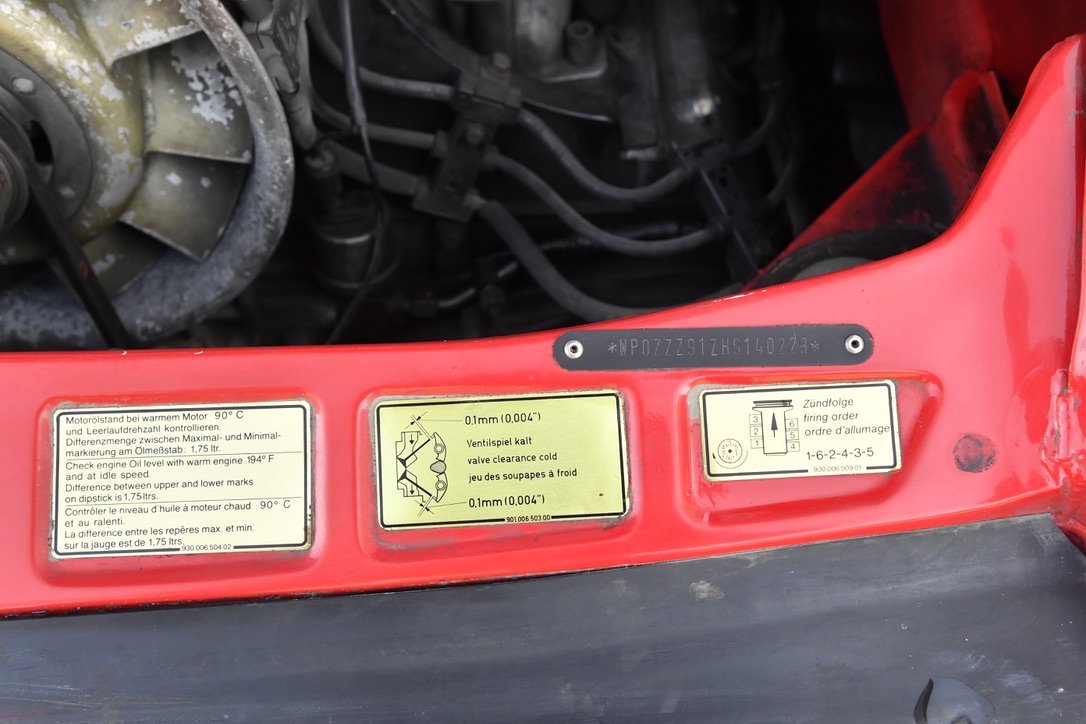 *WP0ZZZ91ZHS140223*
Motorölstand bei warmem Motor 90° C
und Leerlaufdrehzahl kontrollieren.
Differenzmenge zwischen Maximal- und Minimal-
markierung am Ölmeßstab: 1,75 ltr.
Check engine Oil level with warm engine 194° F
and at idle speed.
Difference between upper and lower marks
on dipstick is 1,75 ltrs.
Contrôler le niveau d'huile à moteur chaud 90° C
et au ralenti.
La différence entre les repêres max. et min.
sur la jauge est de 1,75 ltrs.
930.006.504.02
0,1mm (0,004")
Ventilspiel kalt
valve clearance cold
jeu des soupapes à froid
0,1mm (0,004")
901.006.503.00
Zündfolge
firing order
ordre d'allumage
3 6
2 5
1 4
1-6-2-4-3-5
930.006.509.01